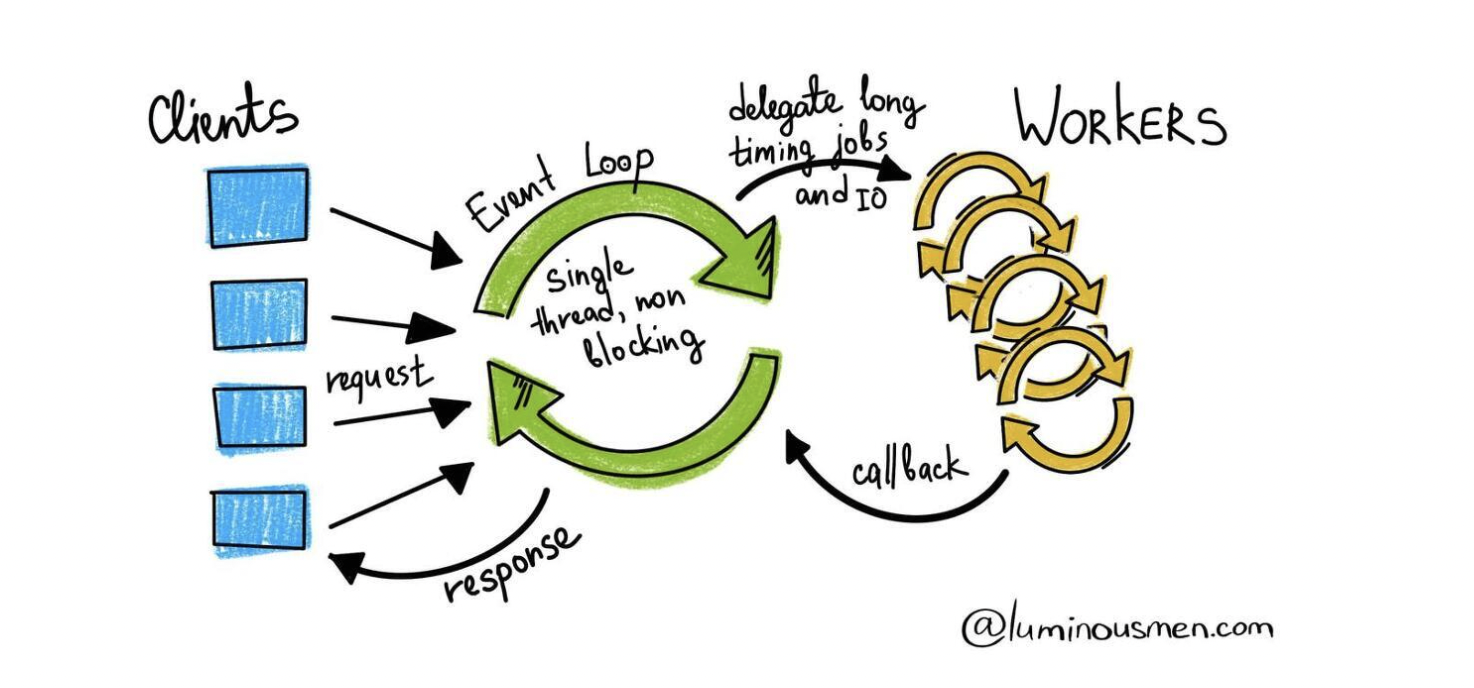 Clients
Event Loop
single
thread, non
blocking
delegate long
timing jobs
and IO
WORKERS
request
callback
response
@luminousmen.com